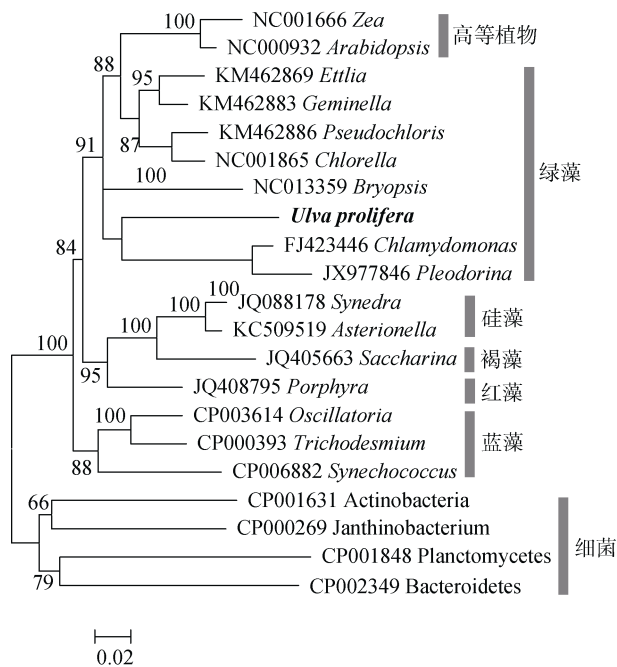 100
NC001666 Zea
高等植物
NC000932 Arabidopsis
88
95
KM462869 Ettlia
KM462883 Geminella
87
KM462886 Pseudochloris
91
NC001865 Chlorella
绿藻
100
NC013359 Bryopsis
Ulva prolifera
84
FJ423446 Chlamydomonas
JX977846 Pleodorina
100
100
JQ088178 Synedra
硅藻
100
KC509519 Asterionella
100
JQ405663 Saccharina
褐藻
95
JQ408795 Porphyra
红藻
100
CP003614 Oscillatoria
CP000393 Trichodesmium
蓝藻
88
CP006882 Synechococcus
66
CP001631 Actinobacteria
CP000269 Janthinobacterium
细菌
CP001848 Planctomycetes
79
CP002349 Bacteroidetes
0.02